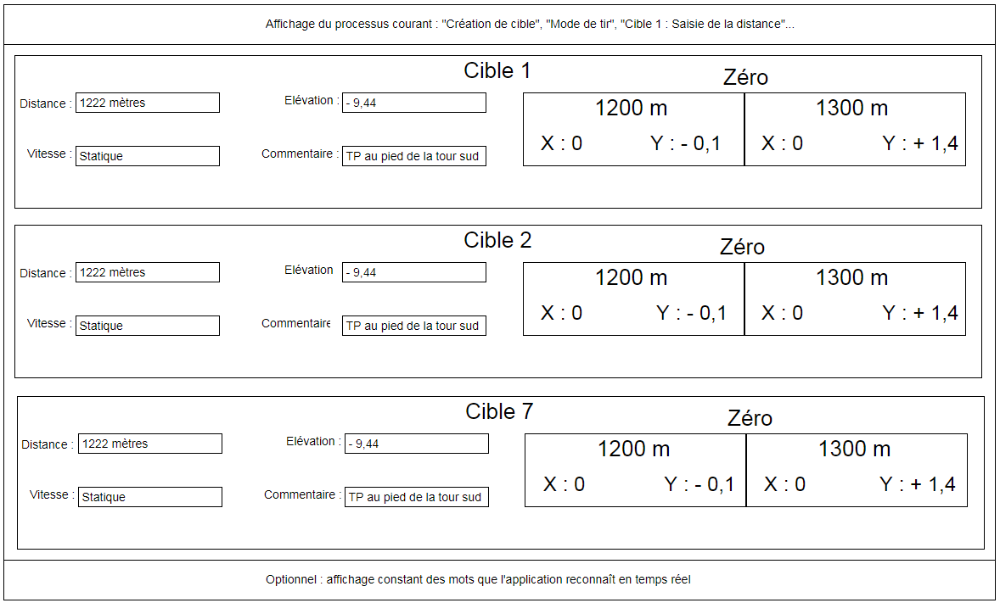 Affichage du processus courant : "Création de cible", "Mode de tir", "Cible 1 : Saisie de la distance"...
Cible 1
Zéro
Distance : 1222 mètres
Elévation : - 9,44
1200 m
1300 m
X : 0
Y : - 0,1
X : 0
Y : + 1,4
Vitesse : Statique
Commentaire : TP au pied de la tour sud
Cible 2
Zéro
Distance : 1222 mètres
Elévation - 9,44
1200 m
1300 m
X : 0
Y : - 0,1
X : 0
Y : + 1,4
Vitesse : Statique
Commentaire TP au pied de la tour sud
Cible 7
Zéro
Distance : 1222 mètres
Elévation : - 9,44
1200 m
1300 m
X : 0
Y : - 0,1
X : 0
Y : + 1,4
Vitesse : Statique
Commentaire : TP au pied de la tour sud
Optionnel : affichage constant des mots que l'application reconnaît en temps réel